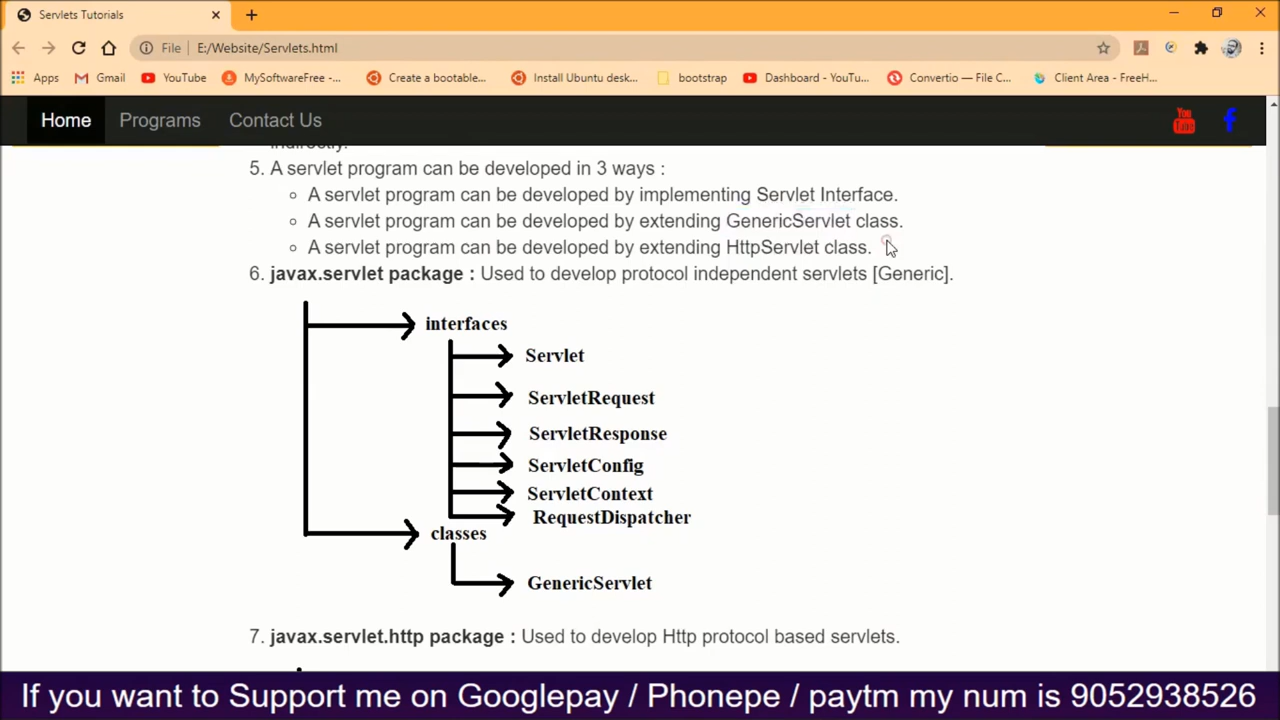 Servlets Tutorials
File E:/Website/Servlets.html
Apps Gmail YouTube MySoftwareFree -... Create a bootable... Install Ubuntu desk... bootstrap Dashboard - YouTu... Convertio — File C... Client Area - FreeH...
Home Programs Contact Us You Tube
indirectly.
5. A servlet program can be developed in 3 ways :
A servlet program can be developed by implementing Servlet Interface.
A servlet program can be developed by extending GenericServlet class.
A servlet program can be developed by extending HttpServlet class.
6. javax.servlet package : Used to develop protocol independent servlets [Generic].
interfaces
Servlet
ServletRequest
ServletResponse
ServletConfig
ServletContext
RequestDispatcher
classes
GenericServlet
7. javax.servlet.http package : Used to develop Http protocol based servlets.
If you want to Support me on Googlepay / Phonepe / paytm my num is 9052938526